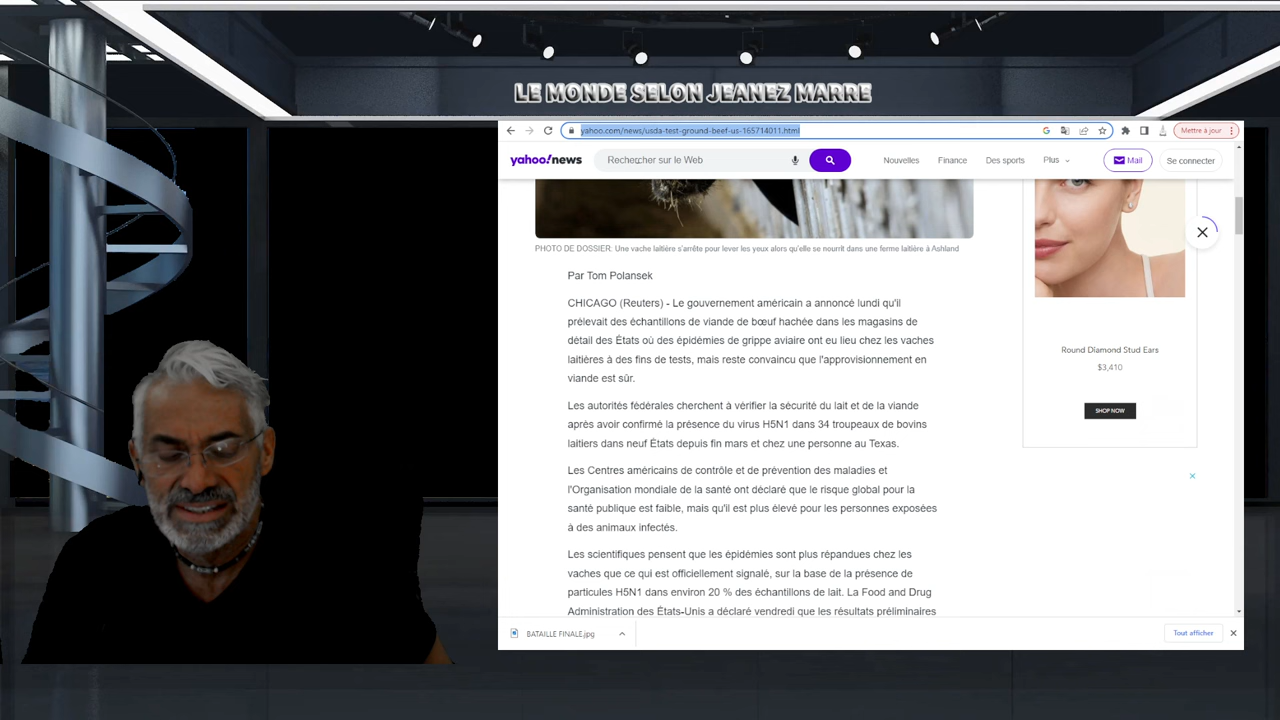 LE MONDE SELON JEANEZ MARRE
yahoo.com/news/usda-test-ground-beef-us-165714011.html
Mettre à jour
yahoo!news
Rechercher sur le Web
Nouvelles
Finance
Des sports
Plus
Mail
Se connecter
PHOTO DE DOSSIER: Une vache laitière s'arrête pour lever les yeux alors qu'elle se nourrit dans une ferme laitière à Ashland
Par Tom Polansek
CHICAGO (Reuters) - Le gouvernement américain a annoncé lundi qu'il
prélevait des échantillons de viande de bœuf hachée dans les magasins de
détail des États où des épidémies de grippe aviaire ont eu lieu chez les vaches
laitières à des fins de tests, mais reste convaincu que l'approvisionnement en
viande est sûr.
Les autorités fédérales cherchent à vérifier la sécurité du lait et de la viande
après avoir confirmé la présence du virus H5N1 dans 34 troupeaux de bovins
laitiers dans neuf États depuis fin mars et chez une personne au Texas.
Les Centres américains de contrôle et de prévention des maladies et
l'Organisation mondiale de la santé ont déclaré que le risque global pour la
santé publique est faible, mais qu'il est plus élevé pour les personnes exposées
à des animaux infectés.
Les scientifiques pensent que les épidémies sont plus répandues chez les
vaches que ce qui est officiellement signalé, sur la base de la présence de
particules H5N1 dans environ 20 % des échantillons de lait. La Food and Drug
Administration des États-Unis a déclaré vendredi que les résultats préliminaires
Round Diamond Stud Ears
$3,410
SHOP NOW
BATAILLE FINALE.jpg
Tout afficher